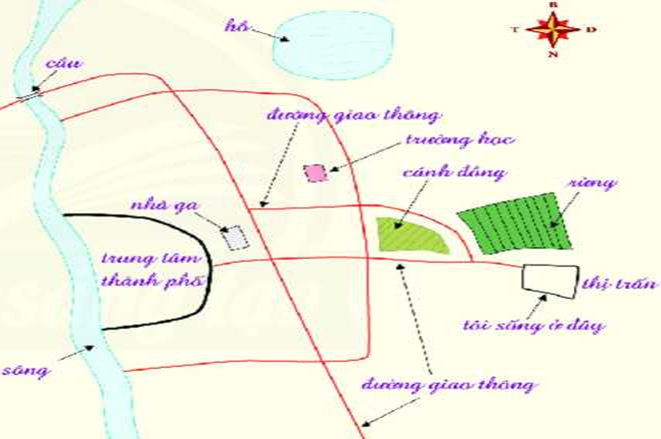 B
T
D
N
hồ
cầu
đường giao thông
trường học
cánh đồng
rừng
nhà ga
trung tâm
thành phố
thị trấn
tôi sống ở đây
sông
đường giao thông